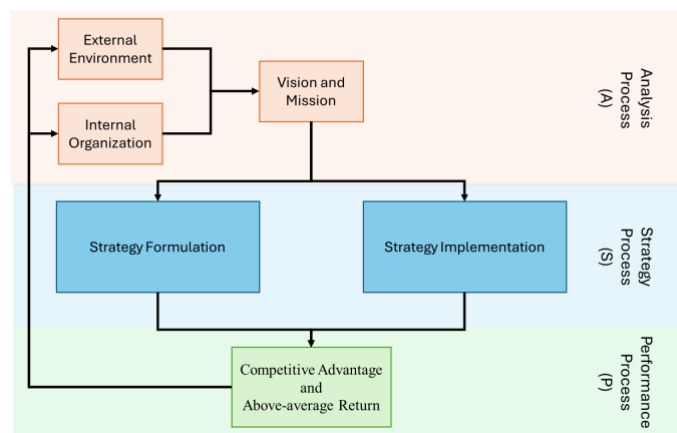 External
Environment
Internal
Organization
Vision and
Mission
Analysis
Process
(A)
Strategy Formulation
Strategy Implementation
Strategy
Process
(S)
Competitive Advantage
and
Above-average Return
Performance
Process
(P)